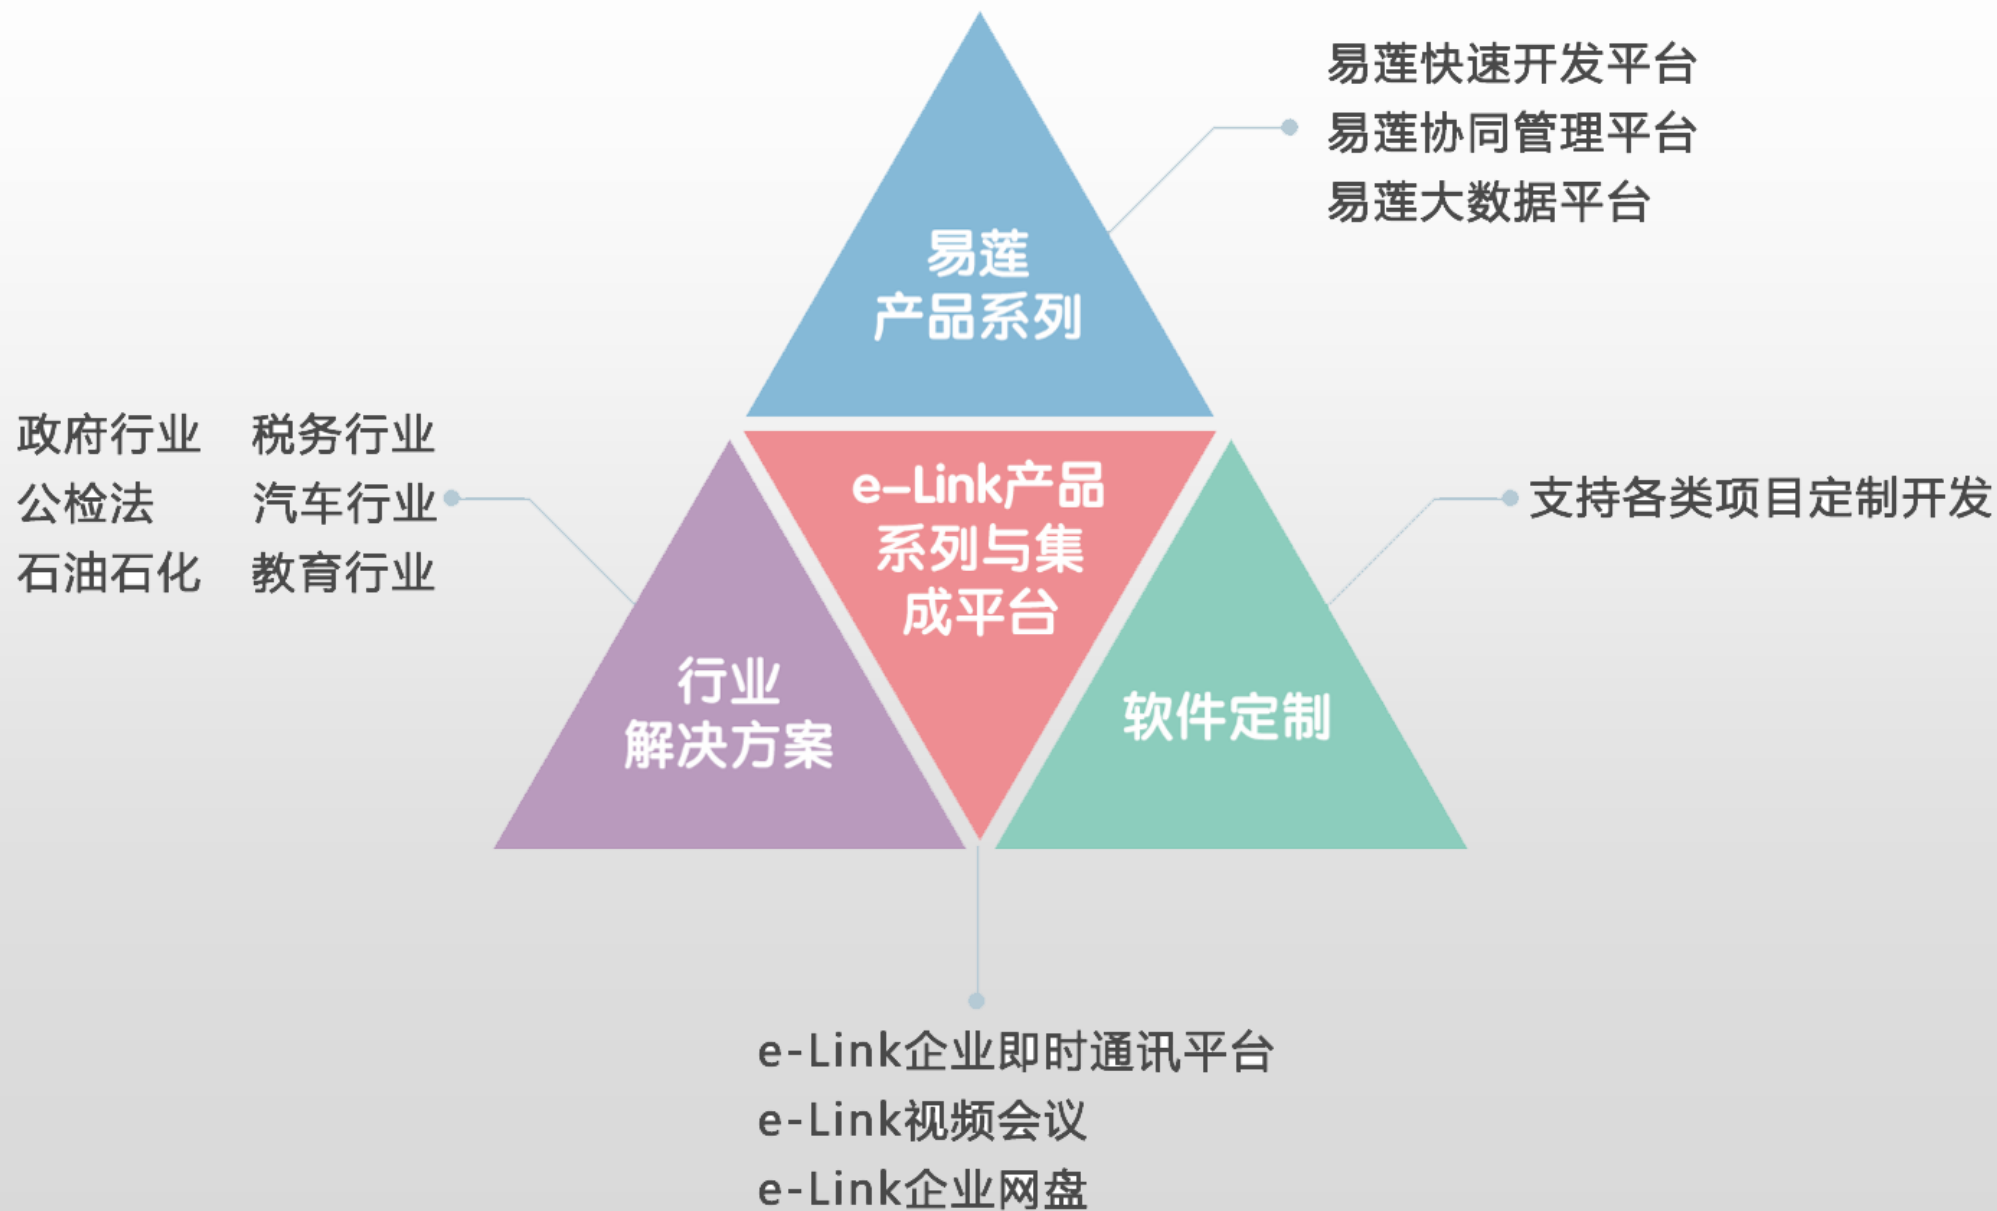 易莲快速开发平台
易莲协同管理平台
易莲大数据平台
易莲
产品系列
政府行业 税务行业
公检法 汽车行业
石油石化 教育行业
e-Link产品
系列与集
成平台
支持各类项目定制开发
行业
解决方案
软件定制
e-Link企业即时通讯平台
e-Link视频会议
e-Link企业网盘